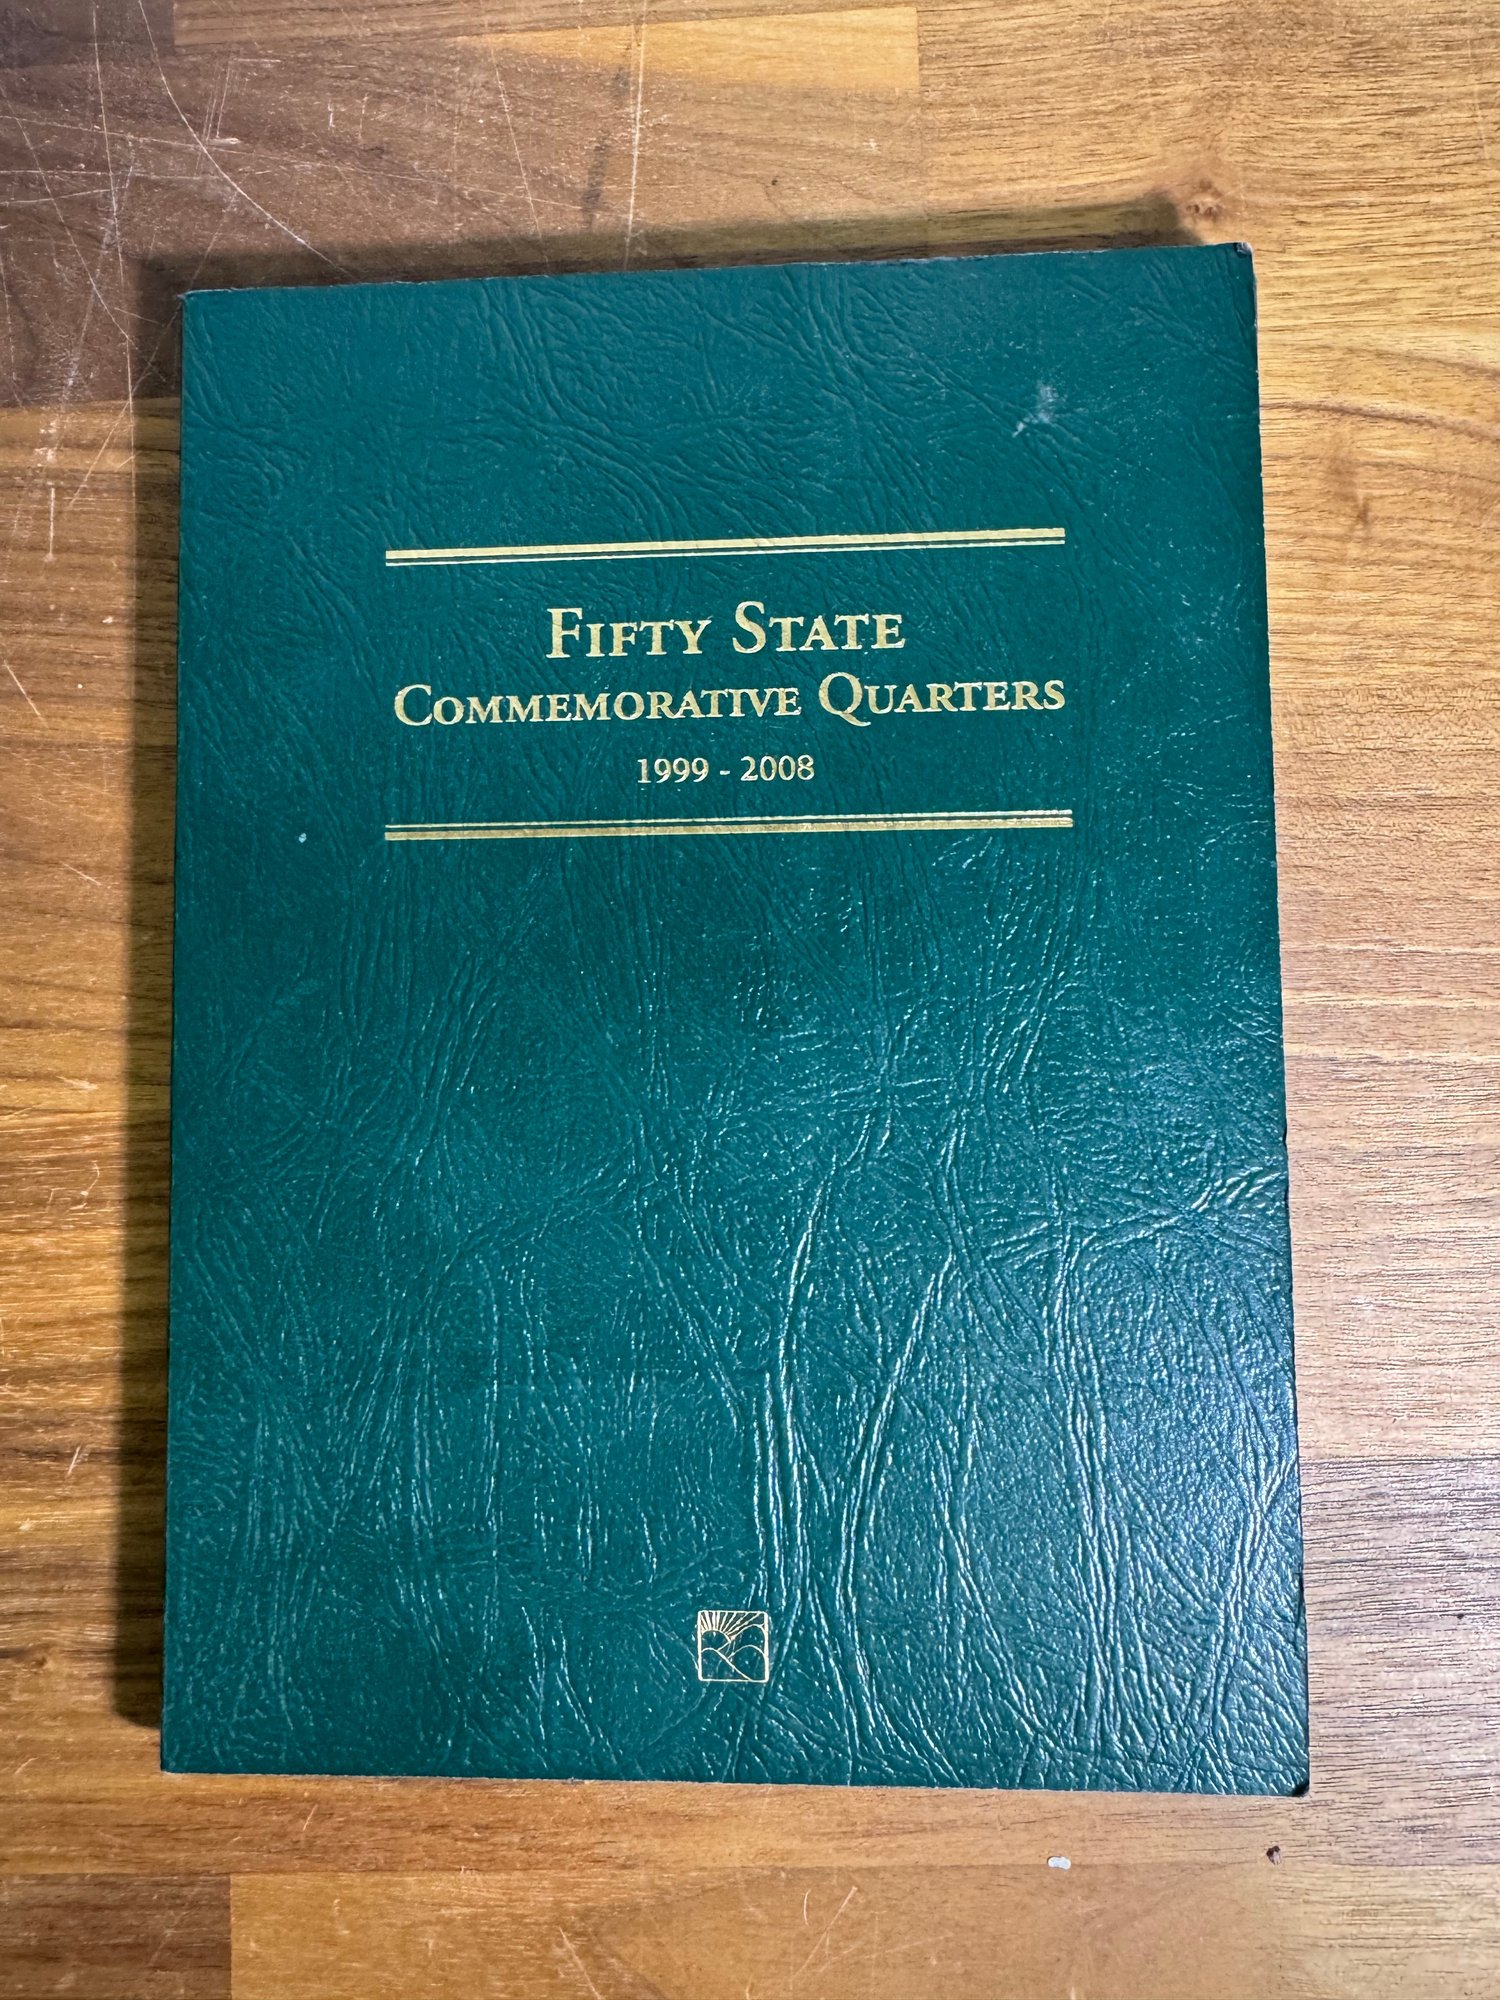 FIFTY STATE
COMMEMORATIVE QUARTERS
1999 - 2008